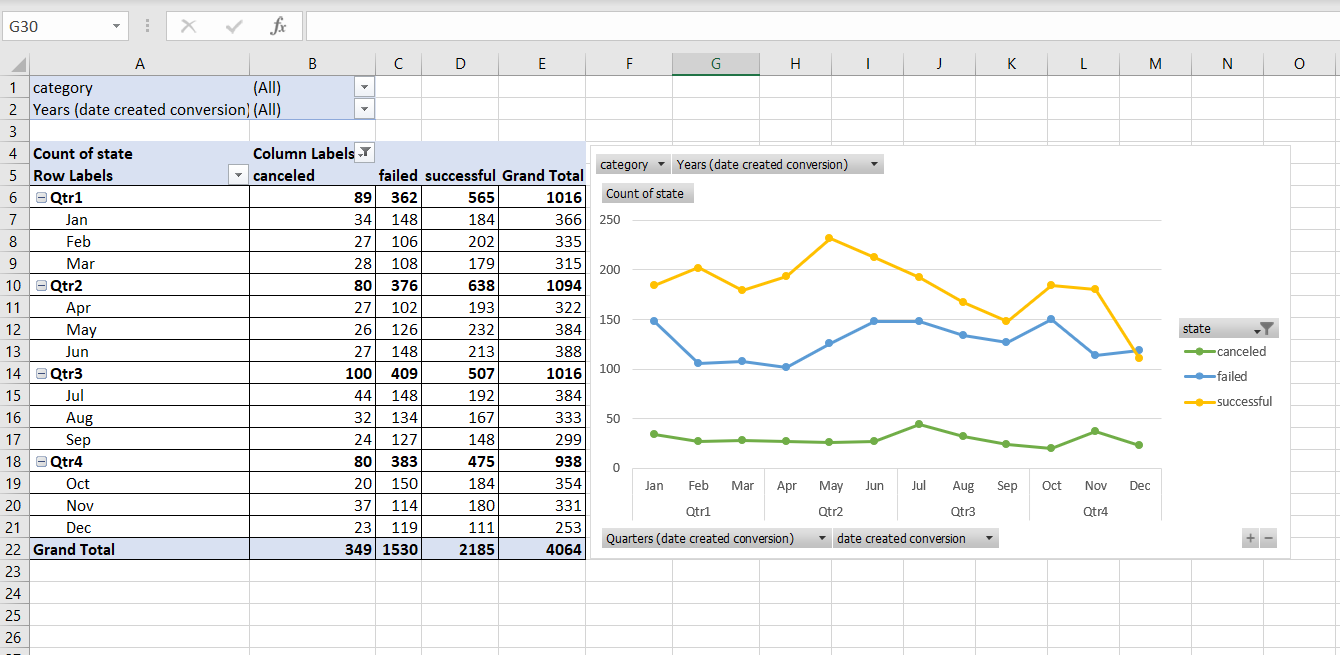 G30 fx
A B C D E F G H I J K L M N O
1 category (All)
2 Years (date created conversion) (All)
3
4 Count of state Column Labels
5 Row Labels canceled failed successful Grand Total
6 Qtr1 89 362 565 1016
7 Jan 34 148 184 366
8 Feb 27 106 202 335
9 Mar 28 108 179 315
10 Qtr2 80 376 638 1094
11 Apr 27 102 193 322
12 May 26 126 232 384
13 Jun 27 148 213 388
14 Qtr3 100 409 507 1016
15 Jul 44 148 192 384
16 Aug 32 134 167 333
17 Sep 24 127 148 299
18 Qtr4 80 383 475 938
19 Oct 20 150 184 354
20 Nov 37 114 180 331
21 Dec 23 119 111 253
22 Grand Total 349 1530 2185 4064
23
24
25
26
category Years (date created conversion)
Count of state
250
200
150
100
50
0
Jan Feb Mar Apr May Jun Jul Aug Sep Oct Nov Dec
Qtr1 Qtr2 Qtr3 Qtr4
state
canceled
failed
successful
Quarters (date created conversion) date created conversion
+ −